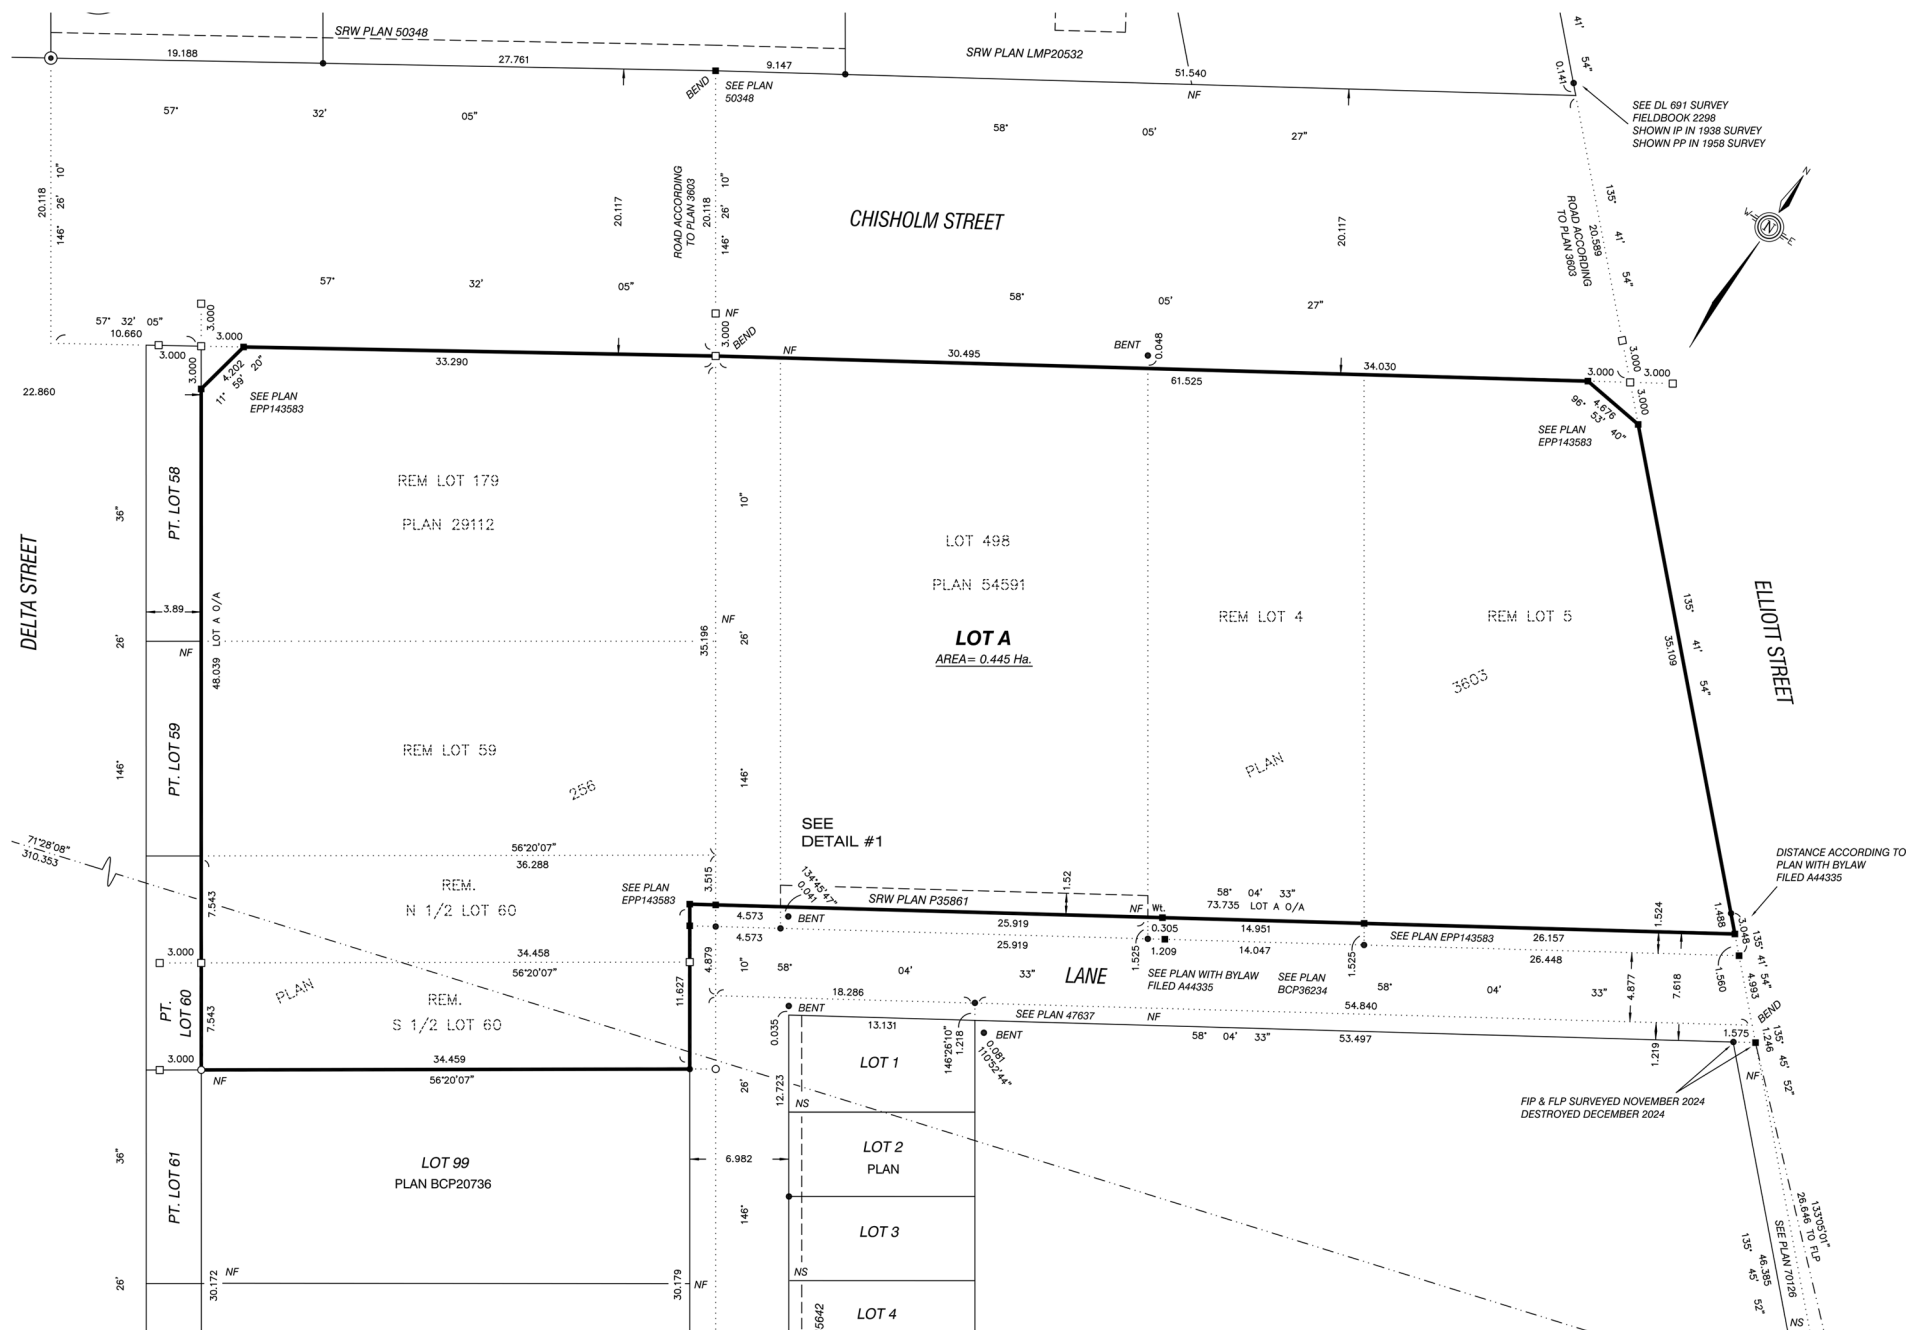 SRW PLAN 50348
19.188
27.761
9.147
SRW PLAN LMP20532
51.540
NF
BEND
SEE PLAN
50348
41'
54"
0.141
SEE DL 691 SURVEY
FIELDBOOK 2298
SHOWN IP IN 1938 SURVEY
SHOWN PP IN 1958 SURVEY
57° 32' 05"
58° 05' 27"
20.118
146° 26' 10"
20.117
ROAD ACCORDING
TO PLAN 3603
20.118
146° 26' 10"
CHISHOLM STREET
20.117
ROAD ACCORDING
TO PLAN 3603
20.589
135° 41' 54"
N
W
N
E
57° 32' 05"
58° 05' 27"
57° 32' 05"
10.660
3.000
3.000
3.000
3.000
4.202
11° 59' 20"
SEE PLAN
EPP143583
33.290
NF
3.000
BEND
NF
30.495
BENT
0.048
61.525
34.030
3.000
3.000
3.000
3.000
4.676
96° 53' 40"
SEE PLAN
EPP143583
22.860
DELTA STREET
PT. LOT 58
36"
26'
146°
3.89
NF
PT. LOT 59
48.039 LOT A O/A
REM LOT 179
PLAN 29112
REM LOT 59
256
35.196
NF
10"
26'
146°
LOT 498
PLAN 54591
LOT A
AREA= 0.445 Ha.
REM LOT 4
REM LOT 5
3603
PLAN
135° 41' 54"
35.109
ELLIOTT STREET
SEE
DETAIL #1
71°28'08"
310.353
56°20'07"
36.288
3.515
7.543
REM.
N 1/2 LOT 60
SEE PLAN
EPP143583
134°45'47"
0.041
BENT
SRW PLAN P35861
1.52
NF
Wt.
58° 04' 33"
73.735 LOT A O/A
1.524
1.488
3.048
DISTANCE ACCORDING TO
PLAN WITH BYLAW
FILED A44335
4.573
25.919
0.305
14.951
26.157
4.573
25.919
1.525
1.209
14.047
1.525
SEE PLAN EPP143583
26.448
34.458
56°20'07"
3.000
4.879
10"
11.627
58° 04' 33"
LANE
SEE PLAN WITH BYLAW
FILED A44335
SEE PLAN
BCP36234
58° 04' 33"
4.877
7.618
1.560
135° 41' 54"
4.993
BEND
PT.
LOT 60
7.543
PLAN
REM.
S 1/2 LOT 60
18.286
54.840
BENT
0.035
13.131
146°26'10"
1.218
SEE PLAN 47637
NF
BENT
0.081
110°52'44"
58° 04' 33"
53.497
1.219
1.575
1.246
135° 45' 52"
NF
3.000
34.459
56°20'07"
NF
LOT 1
26'
12.723
NS
FIP & FLP SURVEYED NOVEMBER 2024
DESTROYED DECEMBER 2024
36"
PT. LOT 61
26'
LOT 99
PLAN BCP20736
6.982
146°
LOT 2
PLAN
LOT 3
NS
LOT 4
5642
30.172
NF
30.179
NF
133°05'01"
26.646 TO FLP
SEE PLAN 70126
46.385
135° 45' 52"
NS